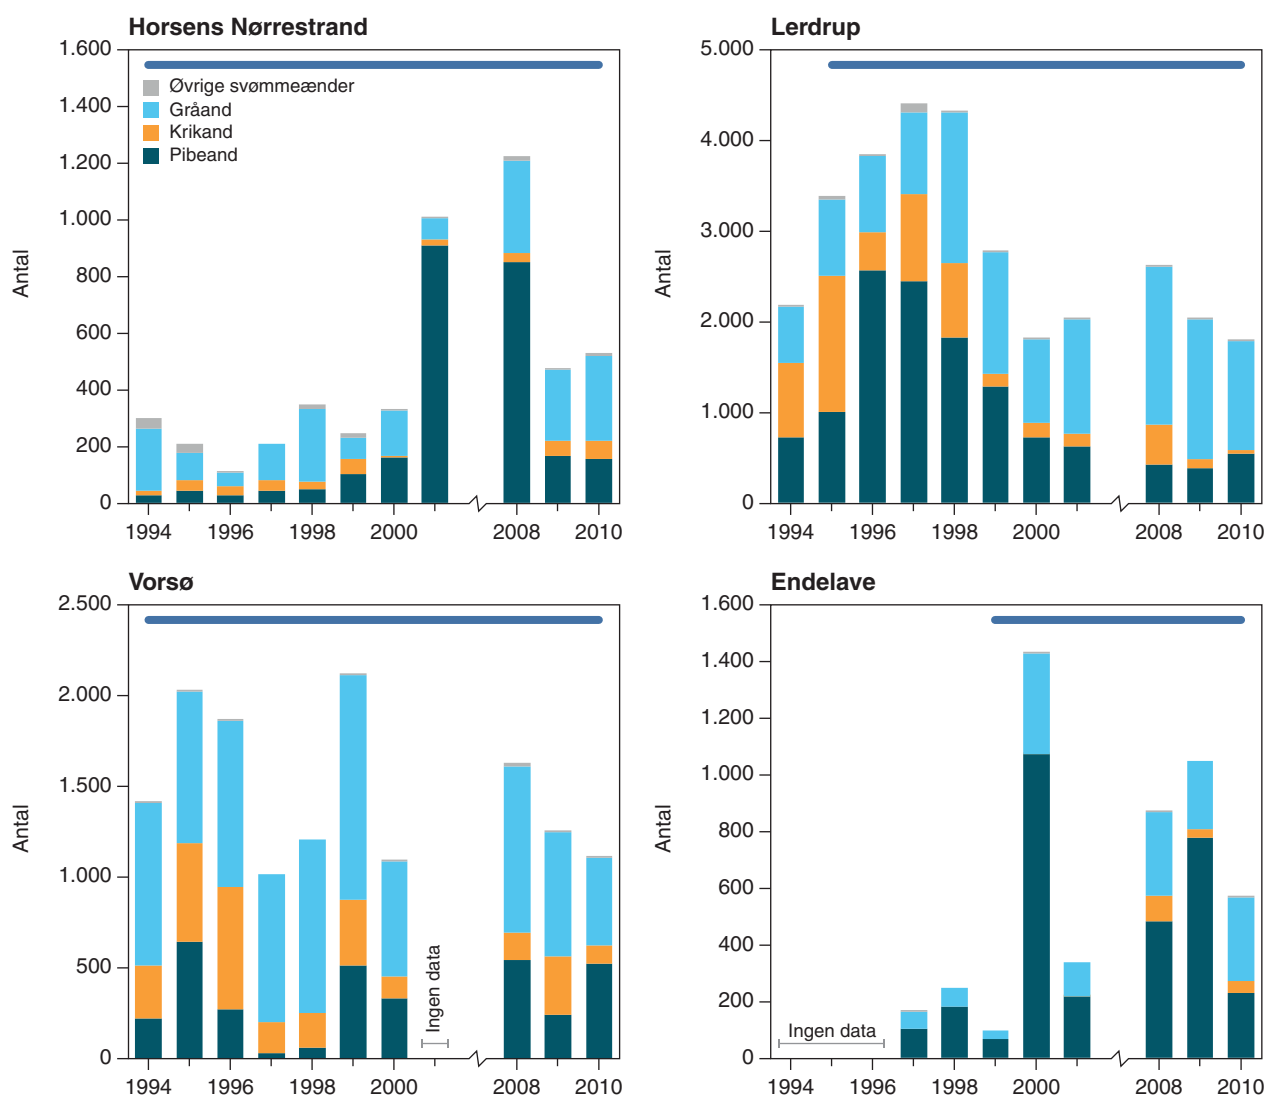 Horsens Nørrestrand
1.600
1.400
1.200
1.000
800
600
400
200
0
Antal
Øvrige svømmeænder
Gråand
Krikand
Pibeand
1994 1996 1998 2000 2008 2010
Lerdrup
5.000
4.000
3.000
2.000
1.000
0
Antal
1994 1996 1998 2000 2008 2010
Vorsø
2.500
2.000
1.500
1.000
500
0
Antal
Ingen data
1994 1996 1998 2000 2008 2010
Endelave
1.600
1.400
1.200
1.000
800
600
400
200
0
Antal
Ingen data
1994 1996 1998 2000 2008 2010